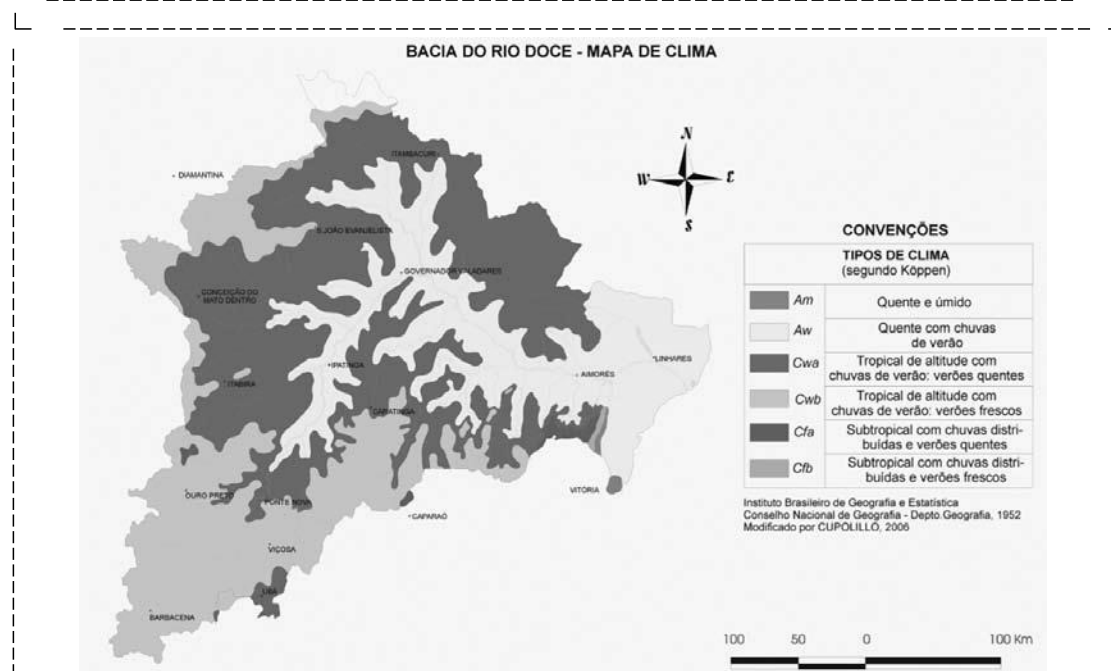 BACIA DO RIO DOCE - MAPA DE CLIMA
N
W
E
S
ITAMBACURI
DIAMANTINA
S.JOÃO EVANJELISTA
GOVERNADOR VALADARES
CONCEIÇÃO DO
MATO DENTRO
IPATINGA
LINHARES
AIMORÉS
ITABIRA
CARATINGA
OURO PRETO
PONTE NOVA
VITÓRIA
CAPARAÓ
VIÇOSA
UBÁ
BARBACENA
CONVENÇÕES
TIPOS DE CLIMA
(segundo Köppen)
Am Quente e úmido
Aw Quente com chuvas
de verão
Cwa Tropical de altitude com
chuvas de verão: verões quentes
Cwb Tropical de altitude com
chuvas de verão: verões frescos
Cfa Subtropical com chuvas distri-
buídas e verões quentes
Cfb Subtropical com chuvas distri-
buídas e verões frescos
Instituto Brasileiro de Geografia e Estatística
Conselho Nacional de Geografia - Depto.Geografia, 1952
Modificado por CUPOLILLO, 2006
100 50 0 100 Km